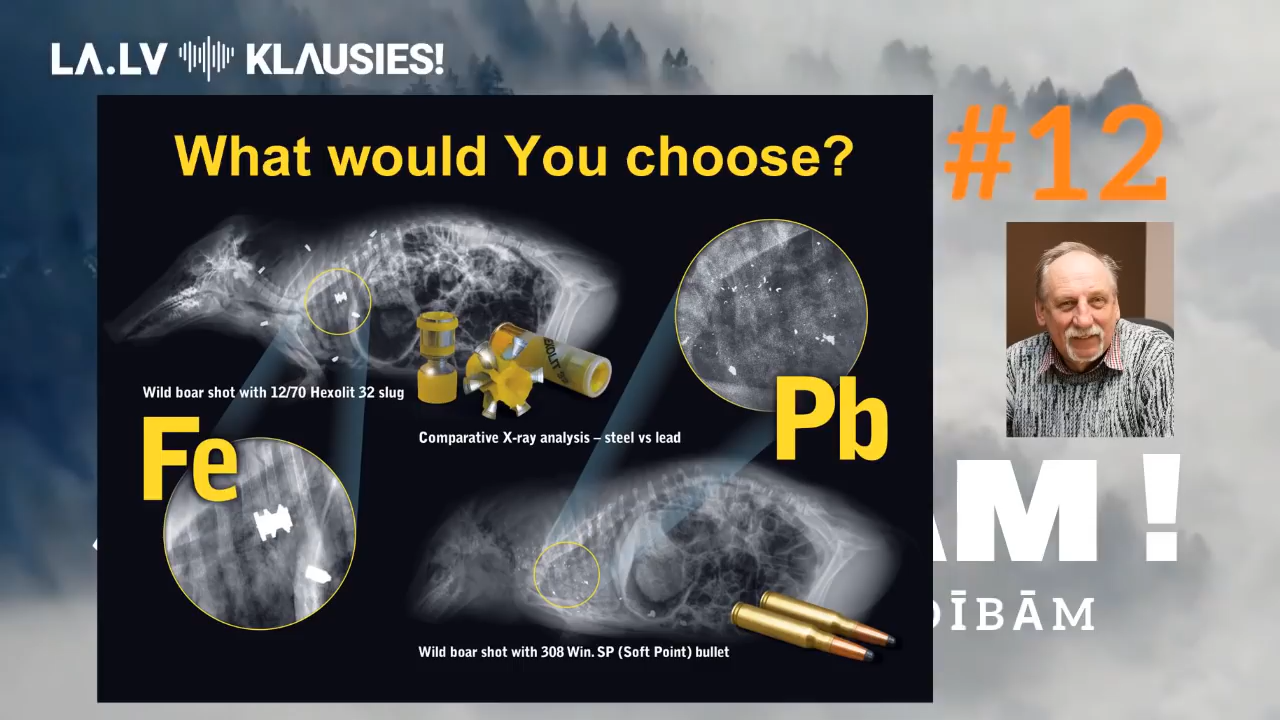 LA.LV KLAUSIES!
What would You choose?
#12
Wild boar shot with 12/70 Hexolit 32 slug
Comparative X-ray analysis – steel vs lead
Pb
Fe
AM !
DĪBĀM
Wild boar shot with 308 Win. SP (Soft Point) bullet